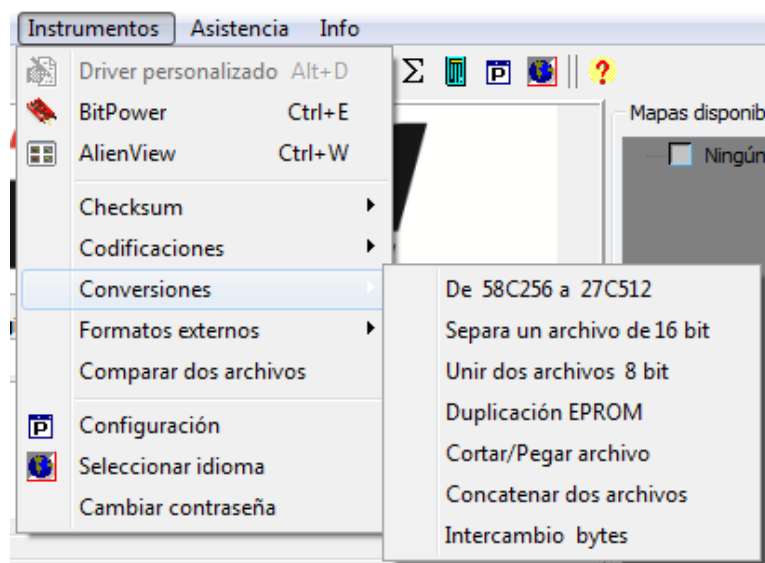 Instrumentos Asistencia Info
Driver personalizado Alt+D
BitPower Ctrl+E
AlienView Ctrl+W
Checksum
Codificaciones
Conversiones
Formatos externos
Comparar dos archivos
Configuración
Seleccionar idioma
Cambiar contraseña
De 58C256 a 27C512
Separa un archivo de 16 bit
Unir dos archivos 8 bit
Duplicación EPROM
Cortar/Pegar archivo
Concatenar dos archivos
Intercambio bytes
Σ P ?
Mapas disponib
Ningún